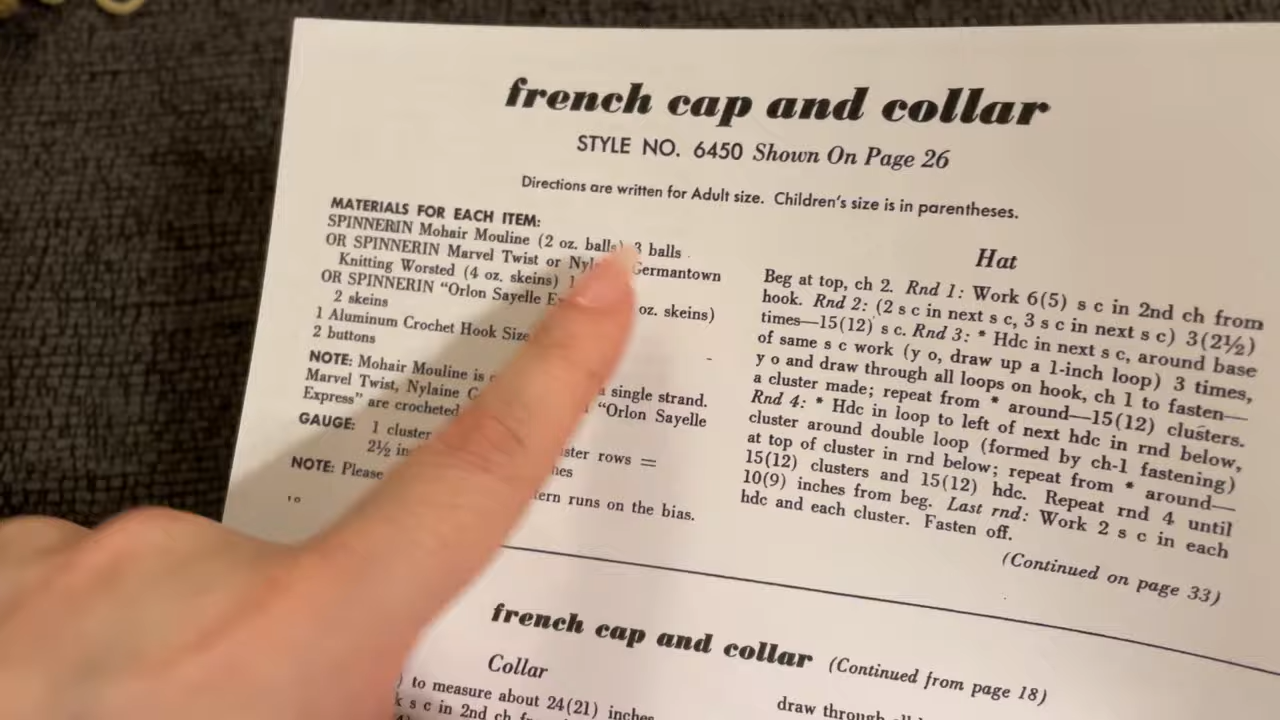 french cap and collar
STYLE NO. 6450 Shown On Page 26
Directions are written for Adult size. Children's size is in parentheses.
MATERIALS FOR EACH ITEM:
SPINNERIN Mohair Mouline (2 oz. balls) 3 balls
OR SPINNERIN Marvel Twist or Germantown
Knitting Worsted (4 oz. skeins)
OR SPINNERIN "Orlon Sayelle oz. skeins)
2 skeins
1 Aluminum Crochet Hook Size
2 buttons
NOTE: Mohair Mouline is single strand.
Marvel Twist, Nylaine "Orlon Sayelle
Express" are crocheted
GAUGE: 1 cluster rows =
2½
NOTE: Please
runs on the bias.
Hat
Beg at top, ch 2. Rnd 1: Work 6(5) s c in 2nd ch from
hook. Rnd 2: (2 s c in next s c, 3 s c in next s c) 3(2½)
times—15(12) s c. Rnd 3: * Hdc in next s c, around base
of same s c work (y o, draw up a 1-inch loop) 3 times,
y o and draw through all loops on hook, ch 1 to fasten—
a cluster made; repeat from * around—15(12) clusters.
Rnd 4: * Hdc in loop to left of next hdc in rnd below,
cluster around double loop (formed by ch-1 fastening)
at top of cluster in rnd below; repeat from * around—
15(12) clusters and 15(12) hdc. Repeat rnd 4 until
10(9) inches from beg. Last rnd: Work 2 s c in each
hdc and each cluster. Fasten off.
(Continued on page 33)
french cap and collar (Continued from page 18)
Collar
) to measure about 24(21) inches
s c in 2nd ch
draw through all